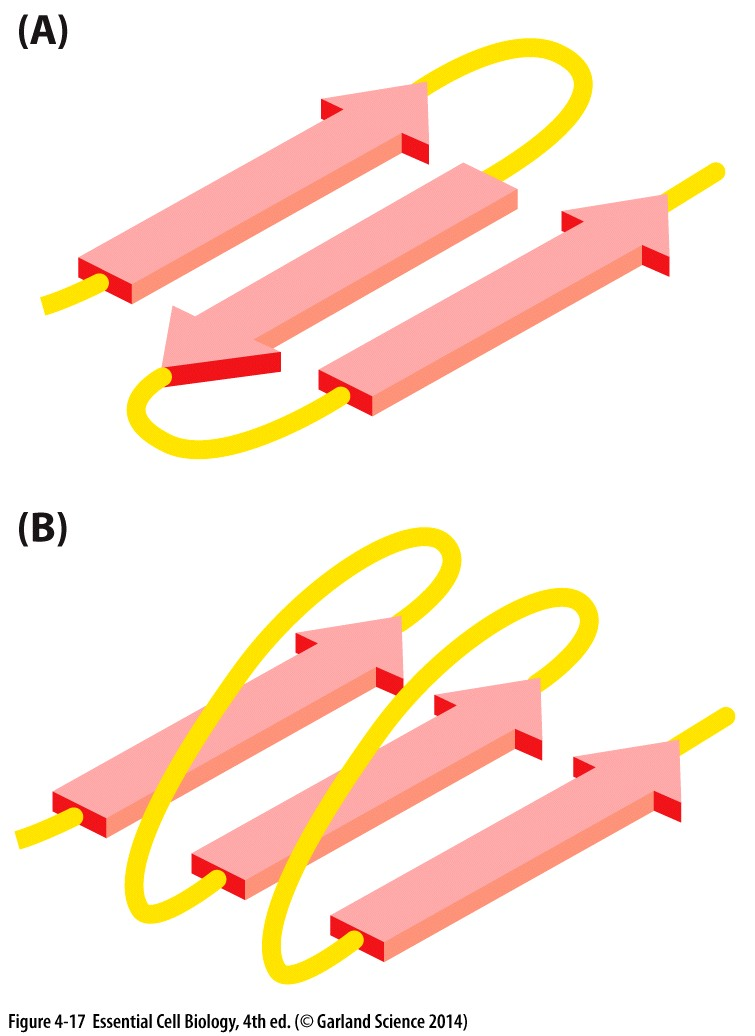 (A)
(B)
Figure 4-17 Essential Cell Biology, 4th ed. (© Garland Science 2014)